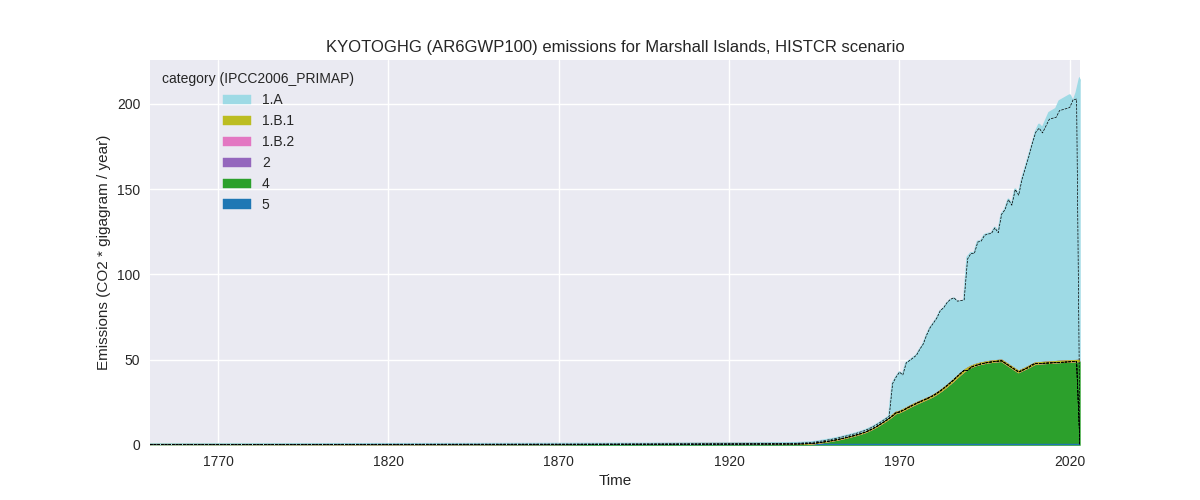 KYOTOGHG (AR6GWP100) emissions for Marshall Islands, HISTCR scenario
category (IPCC2006_PRIMAP)
1.A
1.B.1
1.B.2
2
4
5
Emissions (CO2 * gigagram / year)
200
150
100
50
0
1770 1820 1870 1920 1970 2020
Time